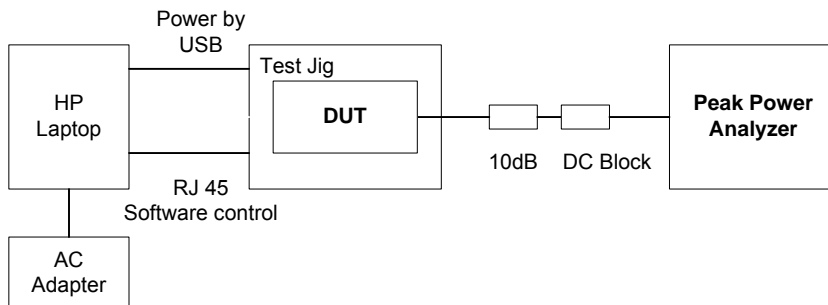 Power by
USB
HP
Laptop
Test Jig
DUT
10dB
DC Block
Peak Power
Analyzer
RJ 45
Software control
AC
Adapter